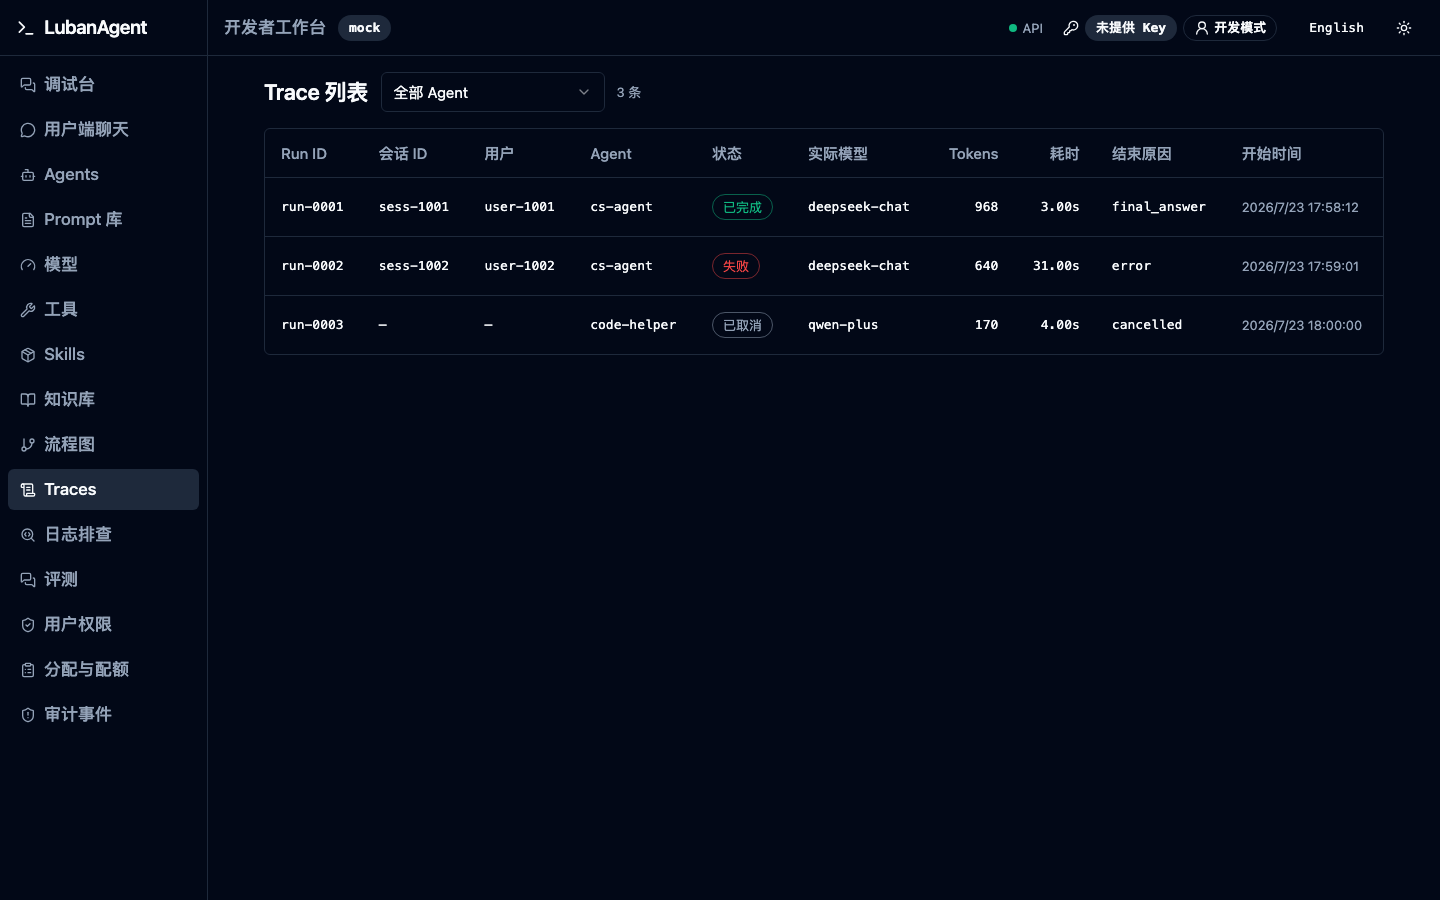 LubanAgent
开发者工作台 mock
API 未提供 Key 开发模式 English
调试台
用户端聊天
Agents
Prompt 库
模型
工具
Skills
知识库
流程图
Traces
日志排查
评测
用户权限
分配与配额
审计事件
Trace 列表 全部 Agent 3 条
Run ID 会话 ID 用户 Agent 状态 实际模型 Tokens 耗时 结束原因 开始时间
run-0001 sess-1001 user-1001 cs-agent 已完成 deepseek-chat 968 3.00s final_answer 2026/7/23 17:58:12
run-0002 sess-1002 user-1002 cs-agent 失败 deepseek-chat 640 31.00s error 2026/7/23 17:59:01
run-0003 — — code-helper 已取消 qwen-plus 170 4.00s cancelled 2026/7/23 18:00:00